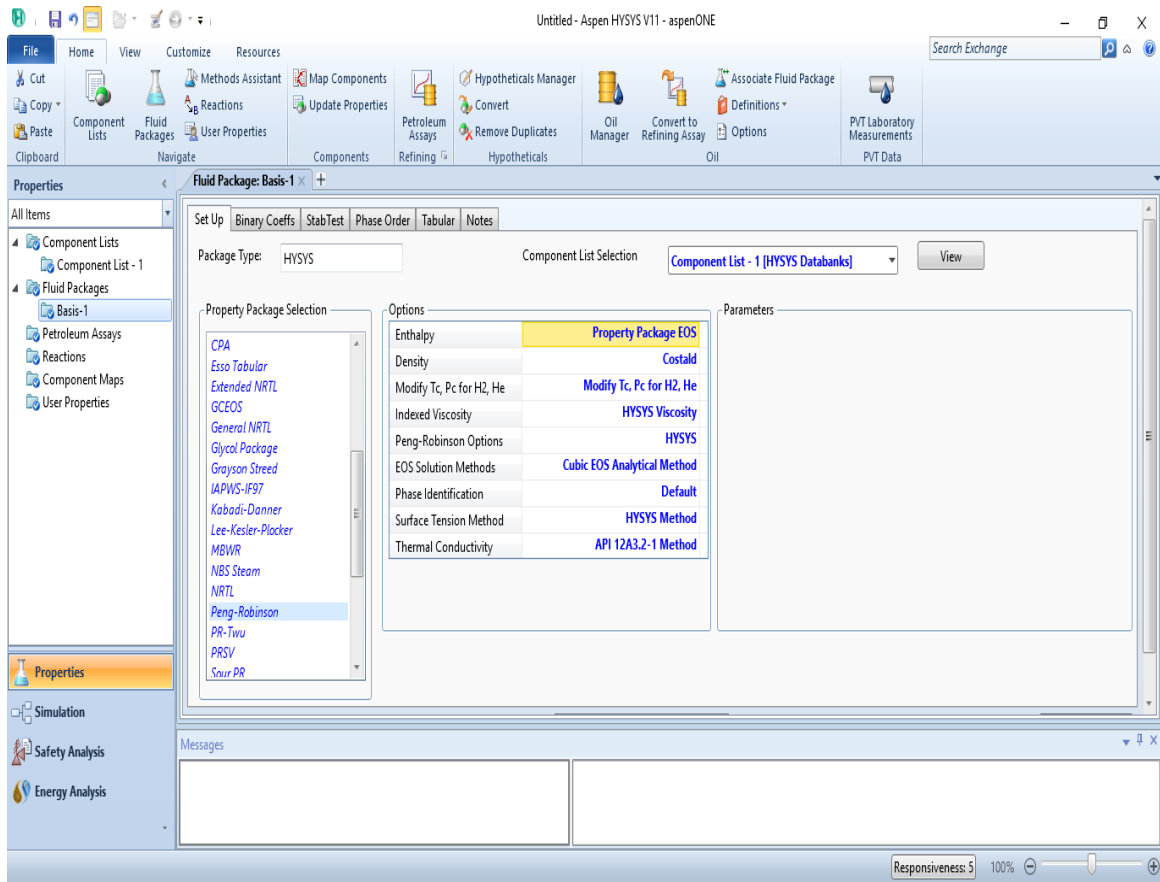 Untitled - Aspen HYSYS V11 - aspenONE
File Home View Customize Resources
Search Exchange
Cut
Copy
Paste
Clipboard
Component Lists
Fluid Packages
Methods Assistant
Reactions
User Properties
Navigate
Map Components
Update Properties
Components
Petroleum Assays
Refining
Hypotheticals Manager
Convert
Remove Duplicates
Hypotheticals
Oil Manager
Convert to Refining Assay
Associate Fluid Package
Definitions
Options
Oil
PVT Laboratory Measurements
PVT Data
Properties
All Items
Component Lists
Component List - 1
Fluid Packages
Basis-1
Petroleum Assays
Reactions
Component Maps
User Properties
Properties
Simulation
Safety Analysis
Energy Analysis
Fluid Package: Basis-1
Set Up Binary Coeffs StabTest Phase Order Tabular Notes
Package Type: HYSYS Component List Selection Component List - 1 [HYSYS Databanks] View
Property Package Selection
CPA
Esso Tabular
Extended NRTL
GCEOS
General NRTL
Glycol Package
Grayson Streed
IAPWS-IF97
Kabadi-Danner
Lee-Kesler-Plocker
MBWR
NBS Steam
NRTL
Peng-Robinson
PR-Twu
PRSV
Sour PR
Options
Enthalpy Property Package EOS
Density Costald
Modify Tc, Pc for H2, He Modify Tc, Pc for H2, He
Indexed Viscosity HYSYS Viscosity
Peng-Robinson Options HYSYS
EOS Solution Methods Cubic EOS Analytical Method
Phase Identification Default
Surface Tension Method HYSYS Method
Thermal Conductivity API 12A3.2-1 Method
Parameters
Messages
Responsiveness: 5 100%